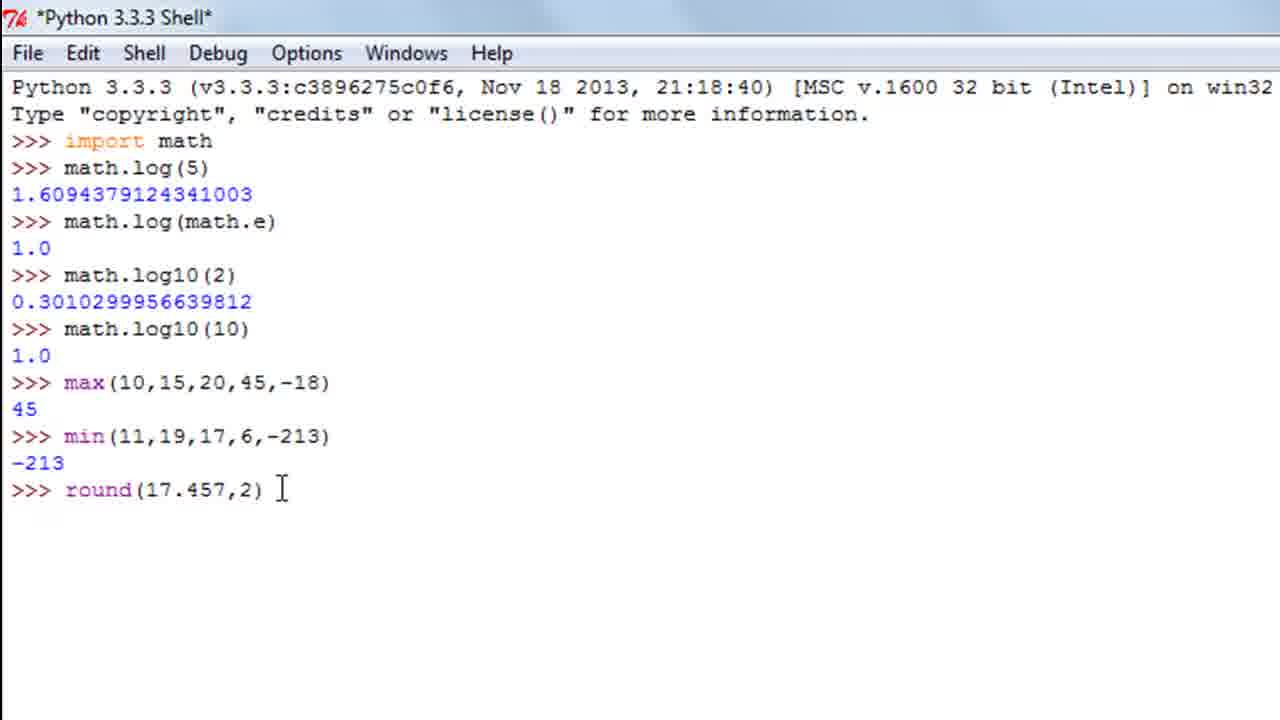 *Python 3.3.3 Shell*
File Edit Shell Debug Options Windows Help
Python 3.3.3 (v3.3.3:c3896275c0f6, Nov 18 2013, 21:18:40) [MSC v.1600 32 bit (Intel)] on win32
Type "copyright", "credits" or "license()" for more information.
>>> import math
>>> math.log(5)
1.6094379124341003
>>> math.log(math.e)
1.0
>>> math.log10(2)
0.3010299956639812
>>> math.log10(10)
1.0
>>> max(10,15,20,45,-18)
45
>>> min(11,19,17,6,-213)
-213
>>> round(17.457,2)